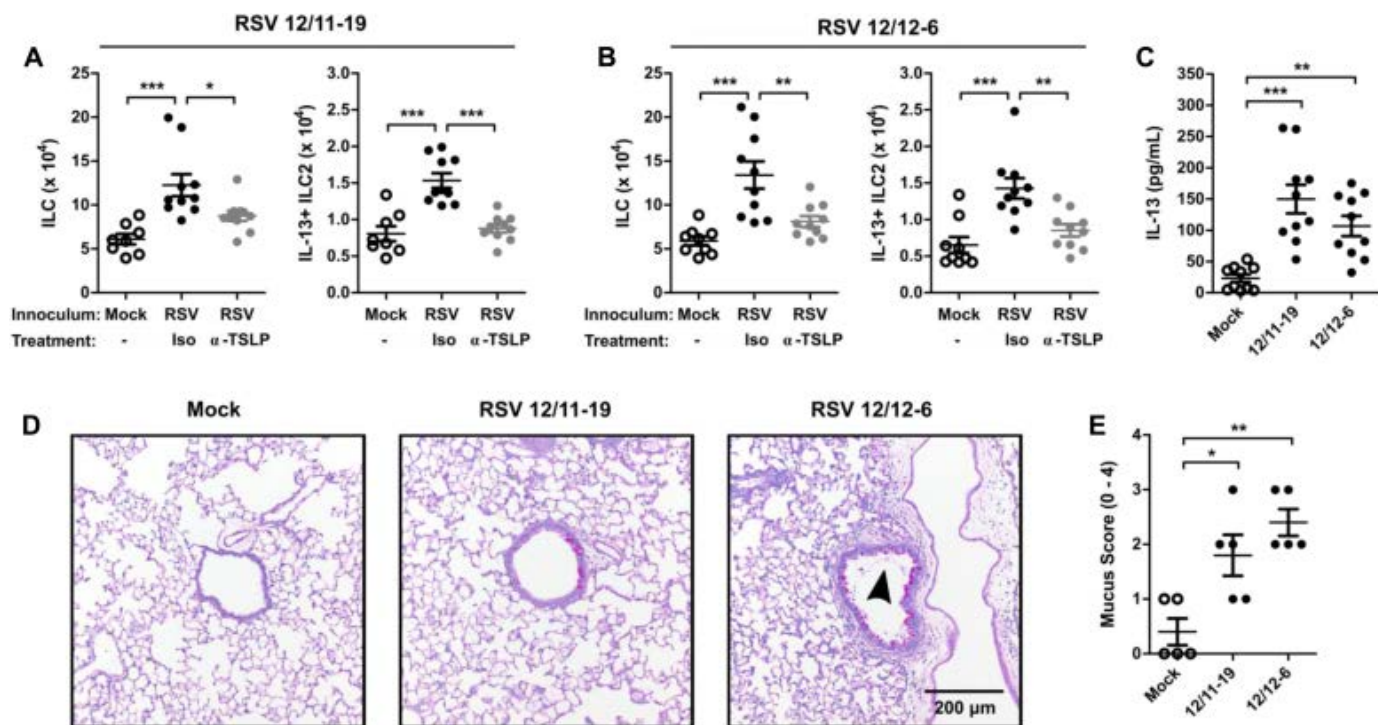 RSV 12/11-19
RSV 12/12-6
A
ILC (x 10⁴)
25
20
15
10
5
0
***
*
IL-13+ ILC2 (x 10⁴)
3.0
2.5
2.0
1.5
1.0
0.5
0.0
***
***
Innoculum: Mock RSV RSV
Mock RSV RSV
Treatment: - Iso α-TSLP
- Iso α-TSLP
B
ILC (x 10⁴)
25
20
15
10
5
0
***
**
IL-13+ ILC2 (x 10⁴)
3.0
2.5
2.0
1.5
1.0
0.5
0.0
***
**
Innoculum: Mock RSV RSV
Mock RSV RSV
Treatment: - Iso α-TSLP
- Iso α-TSLP
C
IL-13 (pg/mL)
350
300
250
200
150
100
50
0
**
***
Mock
12/11-19
12/12-6
D
Mock
RSV 12/11-19
RSV 12/12-6
200 µm
E
Mucus Score (0 - 4)
4
3
2
1
0
**
*
Mock
12/11-19
12/12-6